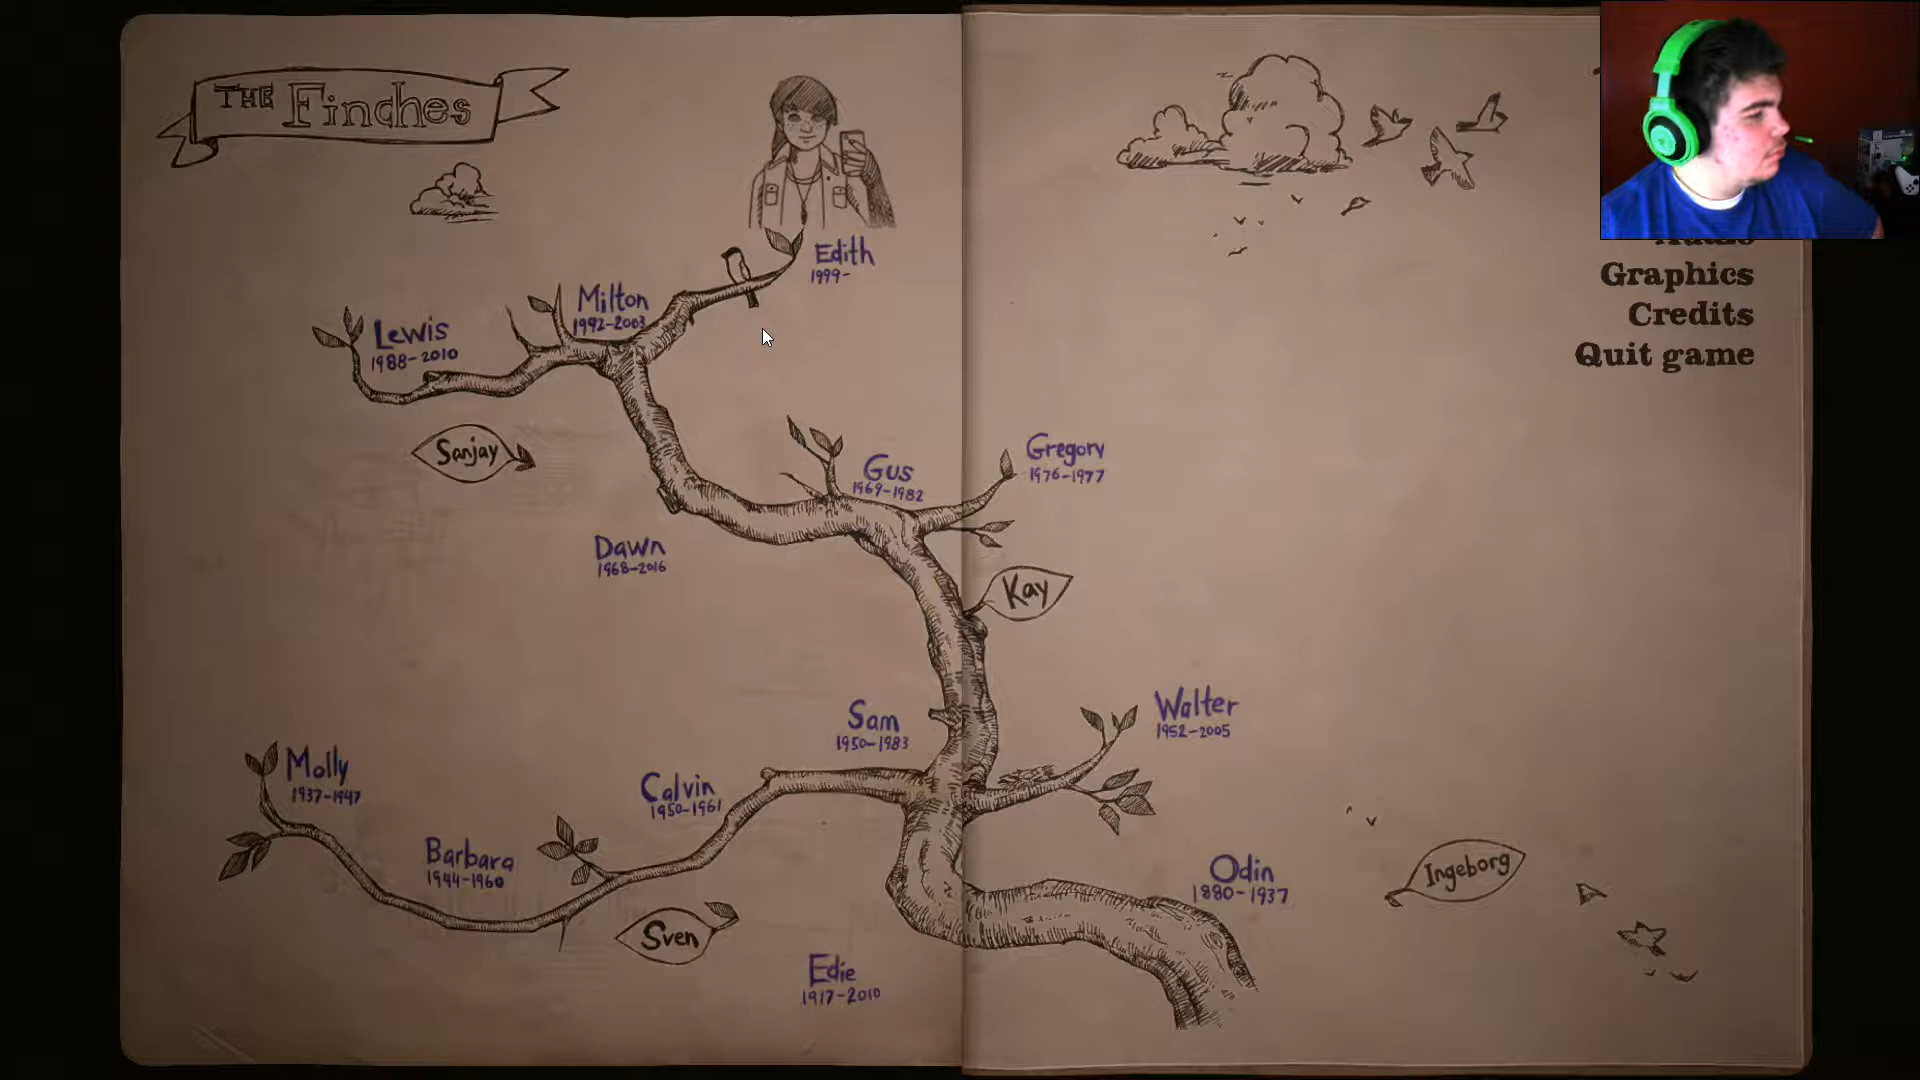 THE Finches
Edith
1999-
Milton
1992-2003
Lewis
1988-2010
Graphics
Credits
Quit game
Sanjay
Gus
1969-1982
Gregory
1976-1977
Dawn
1968-2016
Kay
Sam
1950-1983
Walter
1952-2005
Molly
1937-1947
Calvin
1950-1961
Barbara
1944-1960
Odin
1880-1937
Ingeborg
Sven
Edie
1917-2010